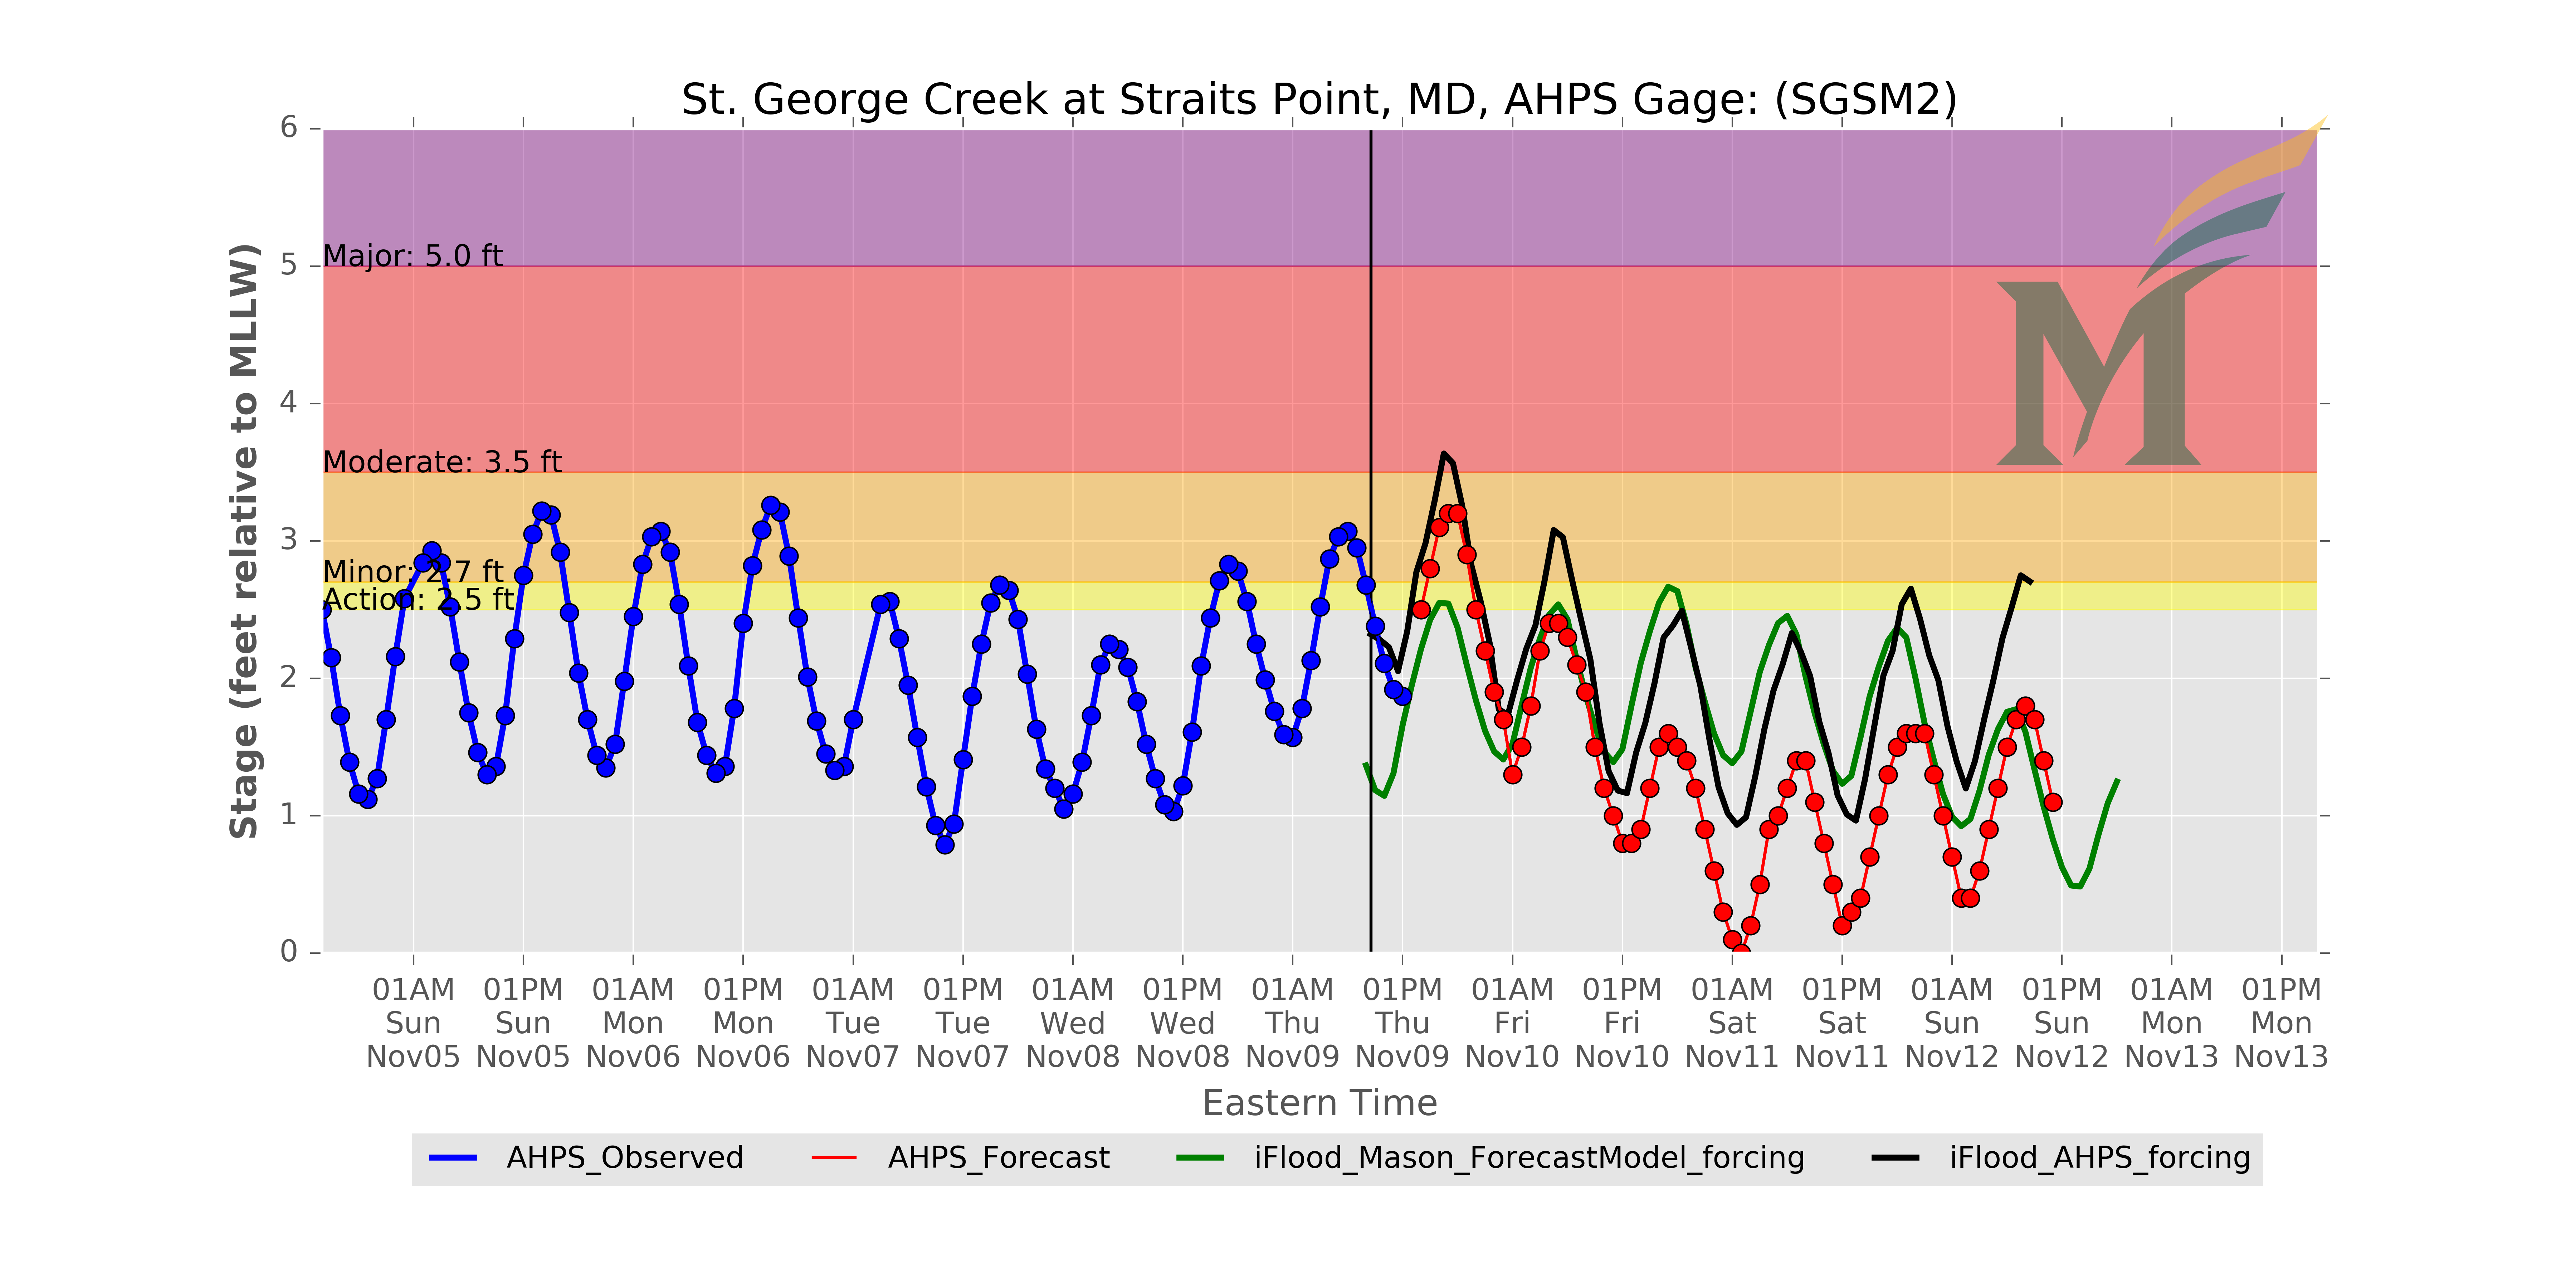 St. George Creek at Straits Point, MD, AHPS Gage: (SGSM2)
Stage (feet relative to MLLW)
6
5
4
3
2
1
0
Major: 5.0 ft
Moderate: 3.5 ft
Minor: 2.7 ft
Action: 2.5 ft
M
01AM 01PM 01AM 01PM 01AM 01PM 01AM 01PM 01AM 01PM 01AM 01PM 01AM 01PM 01AM 01PM 01AM 01PM
Sun Sun Mon Mon Tue Tue Wed Wed Thu Thu Fri Fri Sat Sat Sun Sun Mon Mon
Nov05 Nov05 Nov06 Nov06 Nov07 Nov07 Nov08 Nov08 Nov09 Nov09 Nov10 Nov10 Nov11 Nov11 Nov12 Nov12 Nov13 Nov13
Eastern Time
AHPS_Observed AHPS_Forecast iFlood_Mason_ForecastModel_forcing iFlood_AHPS_forcing